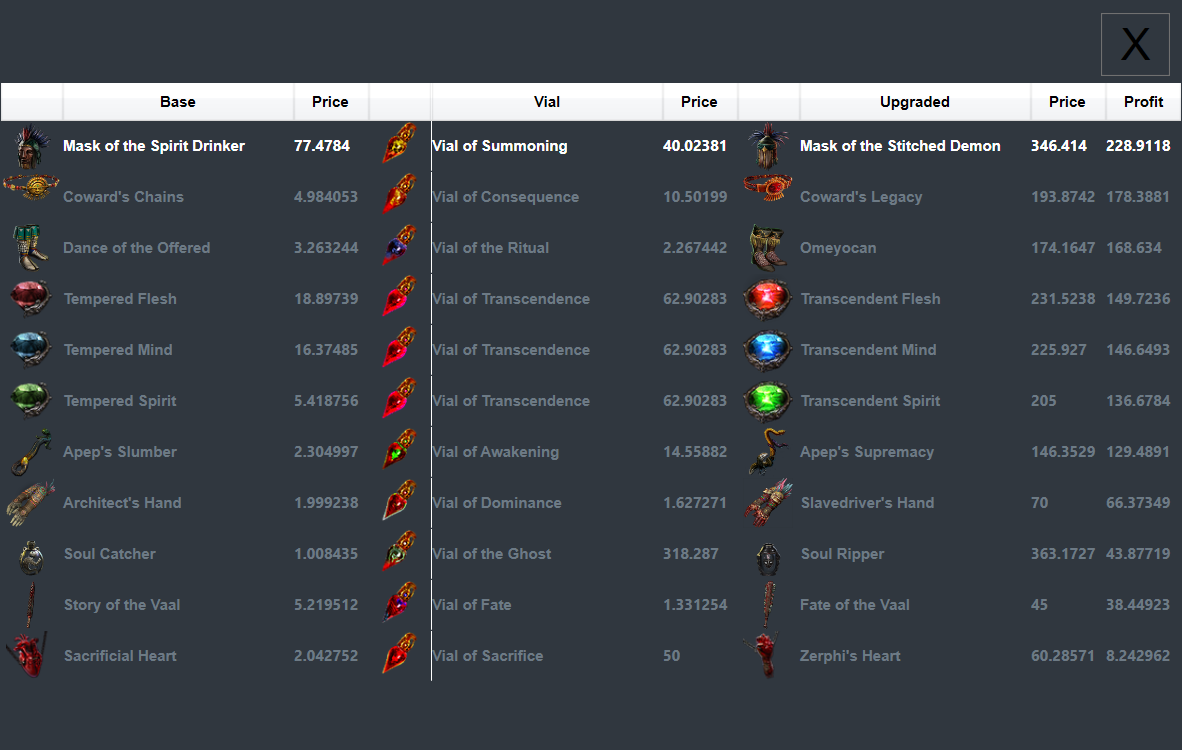 X
Base Price Vial Price Upgraded Price Profit
Mask of the Spirit Drinker 77.4784 Vial of Summoning 40.02381 Mask of the Stitched Demon 346.414 228.9118
Coward's Chains 4.984053 Vial of Consequence 10.50199 Coward's Legacy 193.8742 178.3881
Dance of the Offered 3.263244 Vial of the Ritual 2.267442 Omeyocan 174.1647 168.634
Tempered Flesh 18.89739 Vial of Transcendence 62.90283 Transcendent Flesh 231.5238 149.7236
Tempered Mind 16.37485 Vial of Transcendence 62.90283 Transcendent Mind 225.927 146.6493
Tempered Spirit 5.418756 Vial of Transcendence 62.90283 Transcendent Spirit 205 136.6784
Apep's Slumber 2.304997 Vial of Awakening 14.55882 Apep's Supremacy 146.3529 129.4891
Architect's Hand 1.999238 Vial of Dominance 1.627271 Slavedriver's Hand 70 66.37349
Soul Catcher 1.008435 Vial of the Ghost 318.287 Soul Ripper 363.1727 43.87719
Story of the Vaal 5.219512 Vial of Fate 1.331254 Fate of the Vaal 45 38.44923
Sacrificial Heart 2.042752 Vial of Sacrifice 50 Zerphi's Heart 60.28571 8.242962